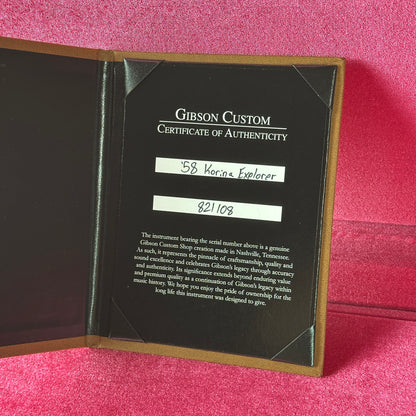 GIBSON CUSTOM
CERTIFICATE OF AUTHENTICITY
'58 Korina Explorer
821108
The instrument bearing the serial number above is a genuine
Gibson Custom Shop creation made in Nashville, Tennessee.
As such, it represents the pinnacle of craftsmanship, quality and
sound excellence and celebrates Gibson's legacy through accuracy
and authenticity. Its significance extends beyond enduring value
and premium quality as a continuation of Gibson's legacy within
music history. We hope you enjoy the pride of ownership for the
long life this instrument was designed to give.